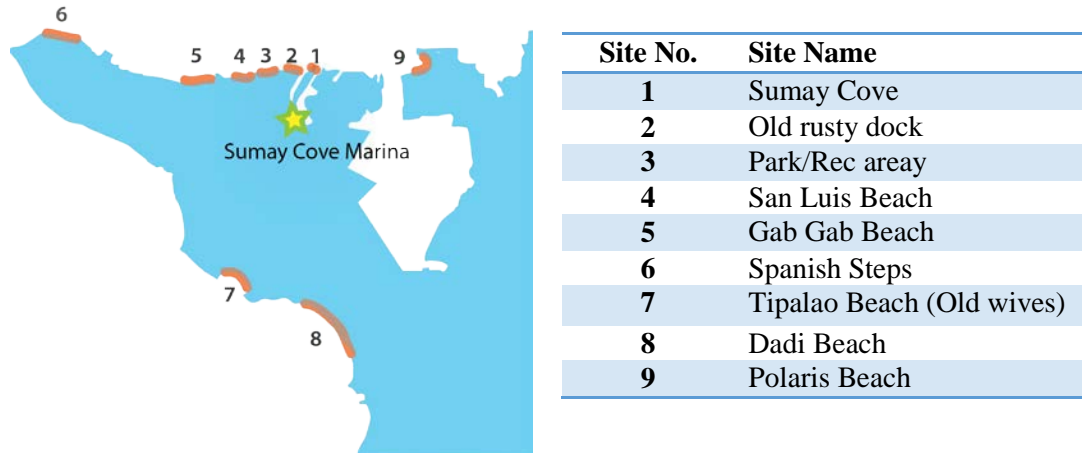 6
5
4
3
2
1
9
Sumay Cove Marina
7
8
Site No. Site Name
1 Sumay Cove
2 Old rusty dock
3 Park/Rec areay
4 San Luis Beach
5 Gab Gab Beach
6 Spanish Steps
7 Tipalao Beach (Old wives)
8 Dadi Beach
9 Polaris Beach